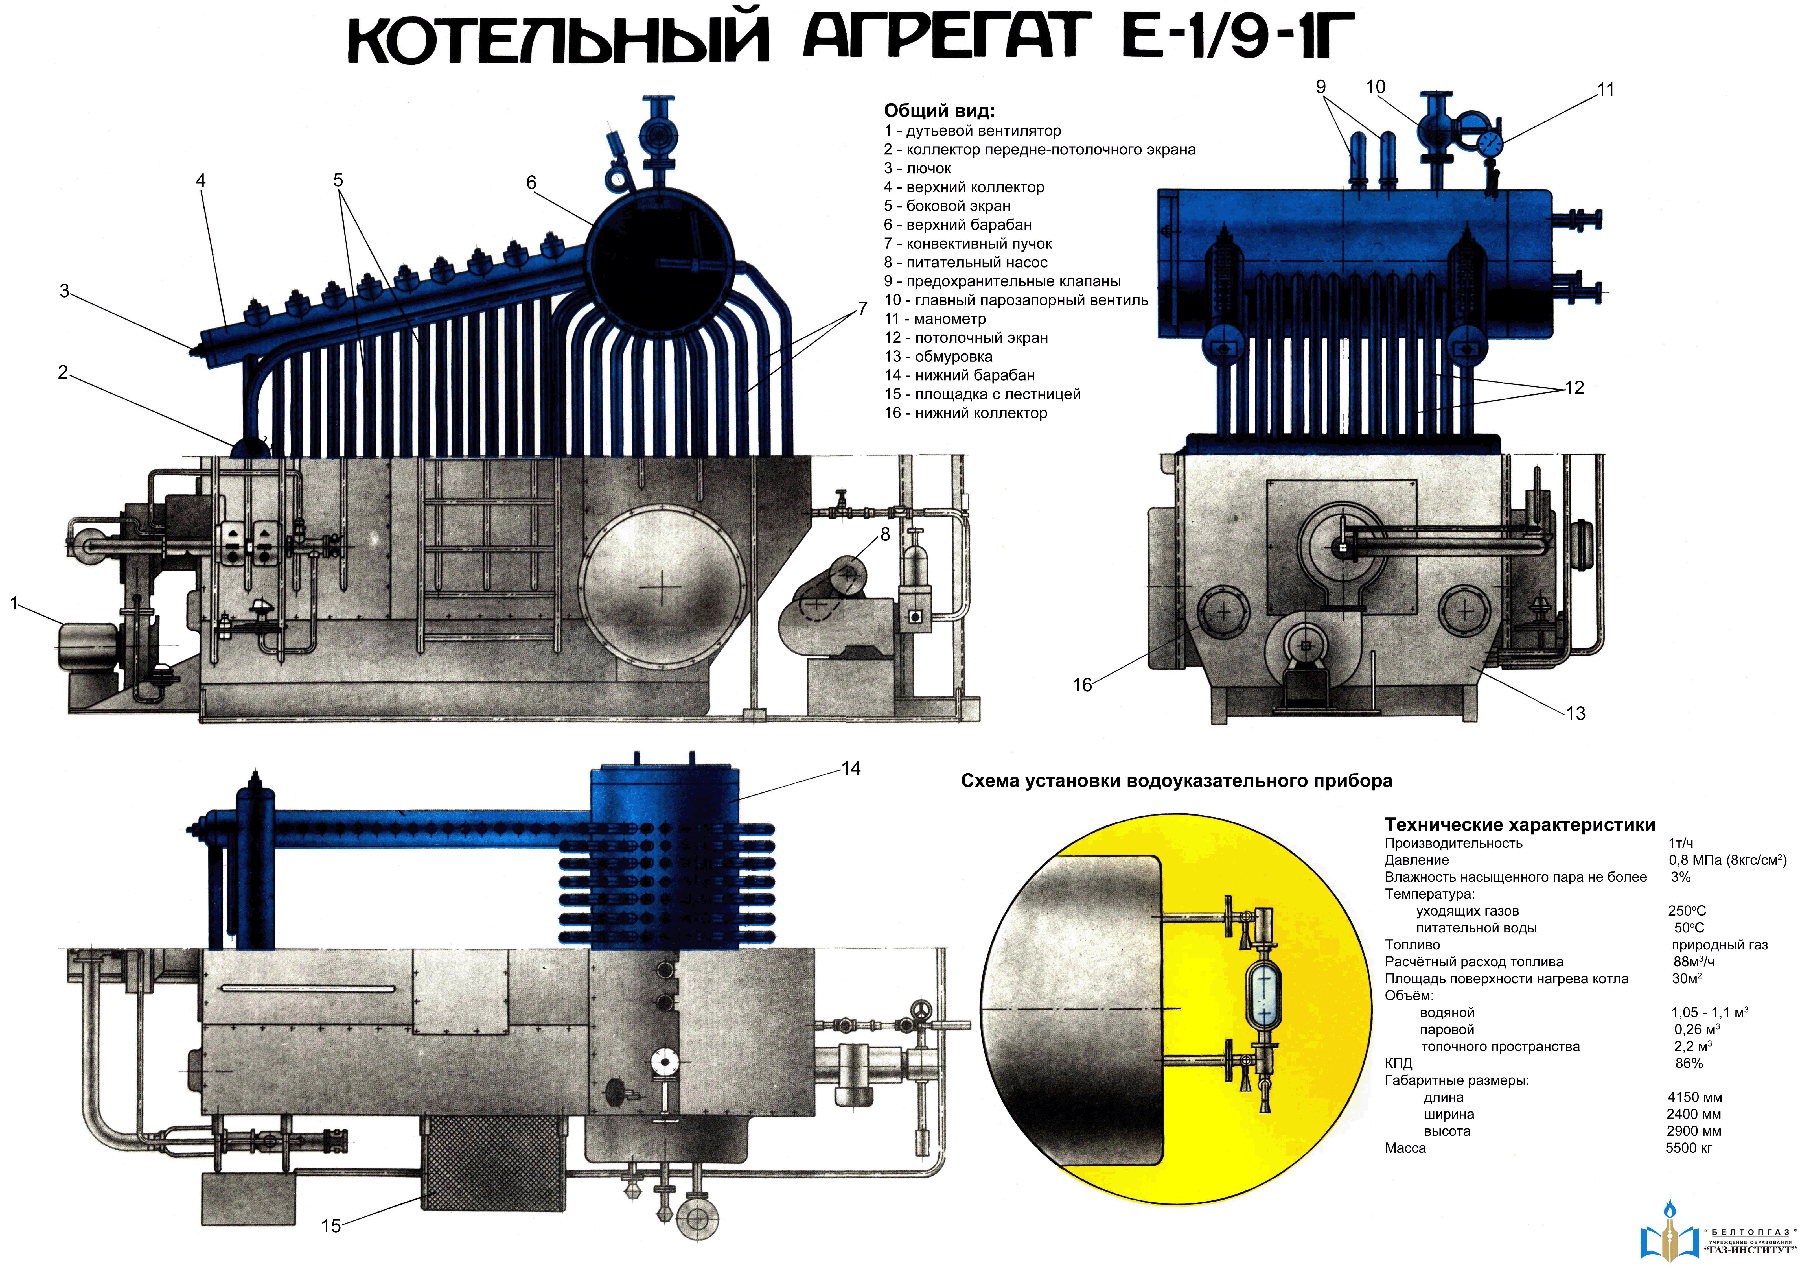 КОТЕЛЬНЫЙ АГРЕГАТ Е-1/9-1Г
Общий вид:
1 - дутьевой вентилятор
2 - коллектор передне-потолочного экрана
3 - лючок
4 - верхний коллектор
5 - боковой экран
6 - верхний барабан
7 - конвективный пучок
8 - питательный насос
9 - предохранительные клапаны
10 - главный парозапорный вентиль
11 - манометр
12 - потолочный экран
13 - обмуровка
14 - нижний барабан
15 - площадка с лестницей
16 - нижний коллектор
4
5
6
3
2
7
1
8
9
10
11
12
16
13
14
15
Схема установки водоуказательного прибора
Технические характеристики
Производительность 1т/ч
Давление 0,8 МПа (8кгс/см²)
Влажность насыщенного пара не более 3%
Температура:
уходящих газов 250°С
питательной воды 50°С
Топливо природный газ
Расчётный расход топлива 88м³/ч
Площадь поверхности нагрева котла 30м²
Объём:
водяной 1,05 - 1,1 м³
паровой 0,26 м³
топочного пространства 2,2 м³
КПД 86%
Габаритные размеры:
длина 4150 мм
ширина 2400 мм
высота 2900 мм
Масса 5500 кг
"БЕЛТОПГАЗ"
УЧРЕЖДЕНИЕ ОБРАЗОВАНИЯ
"ГАЗ-ИНСТИТУТ"